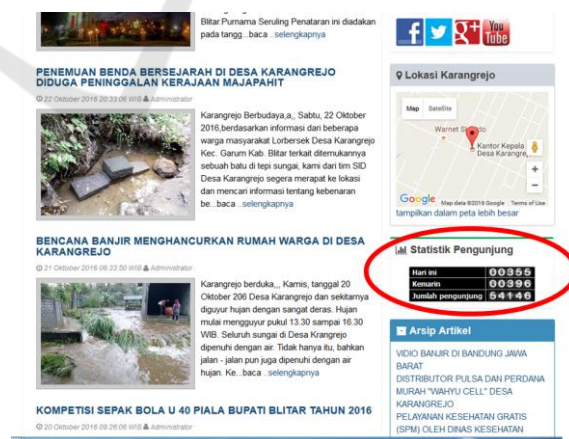 Blitar Purnama Seruling Penataran ini diadakan
pada tangg...baca ..selengkapnya
PENEMUAN BENDA BERSEJARAH DI DESA KARANGREJO
DIDUGA PENINGGALAN KERAJAAN MAJAPAHIT
22 Oktober 2016 20:33:06 WIB Administrator
Karangrejo Berbudaya,a,, Sabtu, 22 Oktober
2016,berdasarkan informasi dari beberapa
warga masyarakat Lorbersek Desa Karangrejo
Kec. Garum Kab. Blitar terkait ditemukannya
sebuah batu di tepi sungai, kami dari tim SID
Desa Karangrejo segera merapat ke lokasi
dan mencari informasi tentang kebenaran
be...baca ..selengkapnya
BENCANA BANJIR MENGHANCURKAN RUMAH WARGA DI DESA
KARANGREJO
21 Oktober 2016 06:33:50 WIB Administrator
Karangrejo berduka,,, Kamis, tanggal 20
Oktober 206 Desa Karangrejo dan sekitarnya
diguyur hujan dengan sangat deras. Hujan
mulai mengguyur pukul 13.30 sampai 16.30
WIB. Seluruh sungai di Desa Krangrejo
dipenuhi dengan air. Tidak hanya itu, bahkan
jalan - jalan pun juga dipenuhi dengan air
hujan. Ke...baca ..selengkapnya
KOMPETISI SEPAK BOLA U 40 PIALA BUPATI BLITAR TAHUN 2016
20 Oktober 2016 09:26:06 WIB Administrator
f
g+
You
Tube
Lokasi Karangrejo
Map Satellite
Warnet
Kantor Kepala
Desa Karangre
+
−
Google Map data ©2016 Google Terms of Use
tampilkan dalam peta lebih besar
Statistik Pengunjung
Hari ini 00355
Kemarin 00396
Jumlah pengunjung 54146
Arsip Artikel
VIDIO BANJIR DI BANDUNG JAWA
BARAT
DISTRIBUTOR PULSA DAN PERDANA
MURAH "WAHYU CELL" DESA
KARANGREJO
PELAYANAN KESEHATAN GRATIS
(SPM) OLEH DINAS KESEHATAN